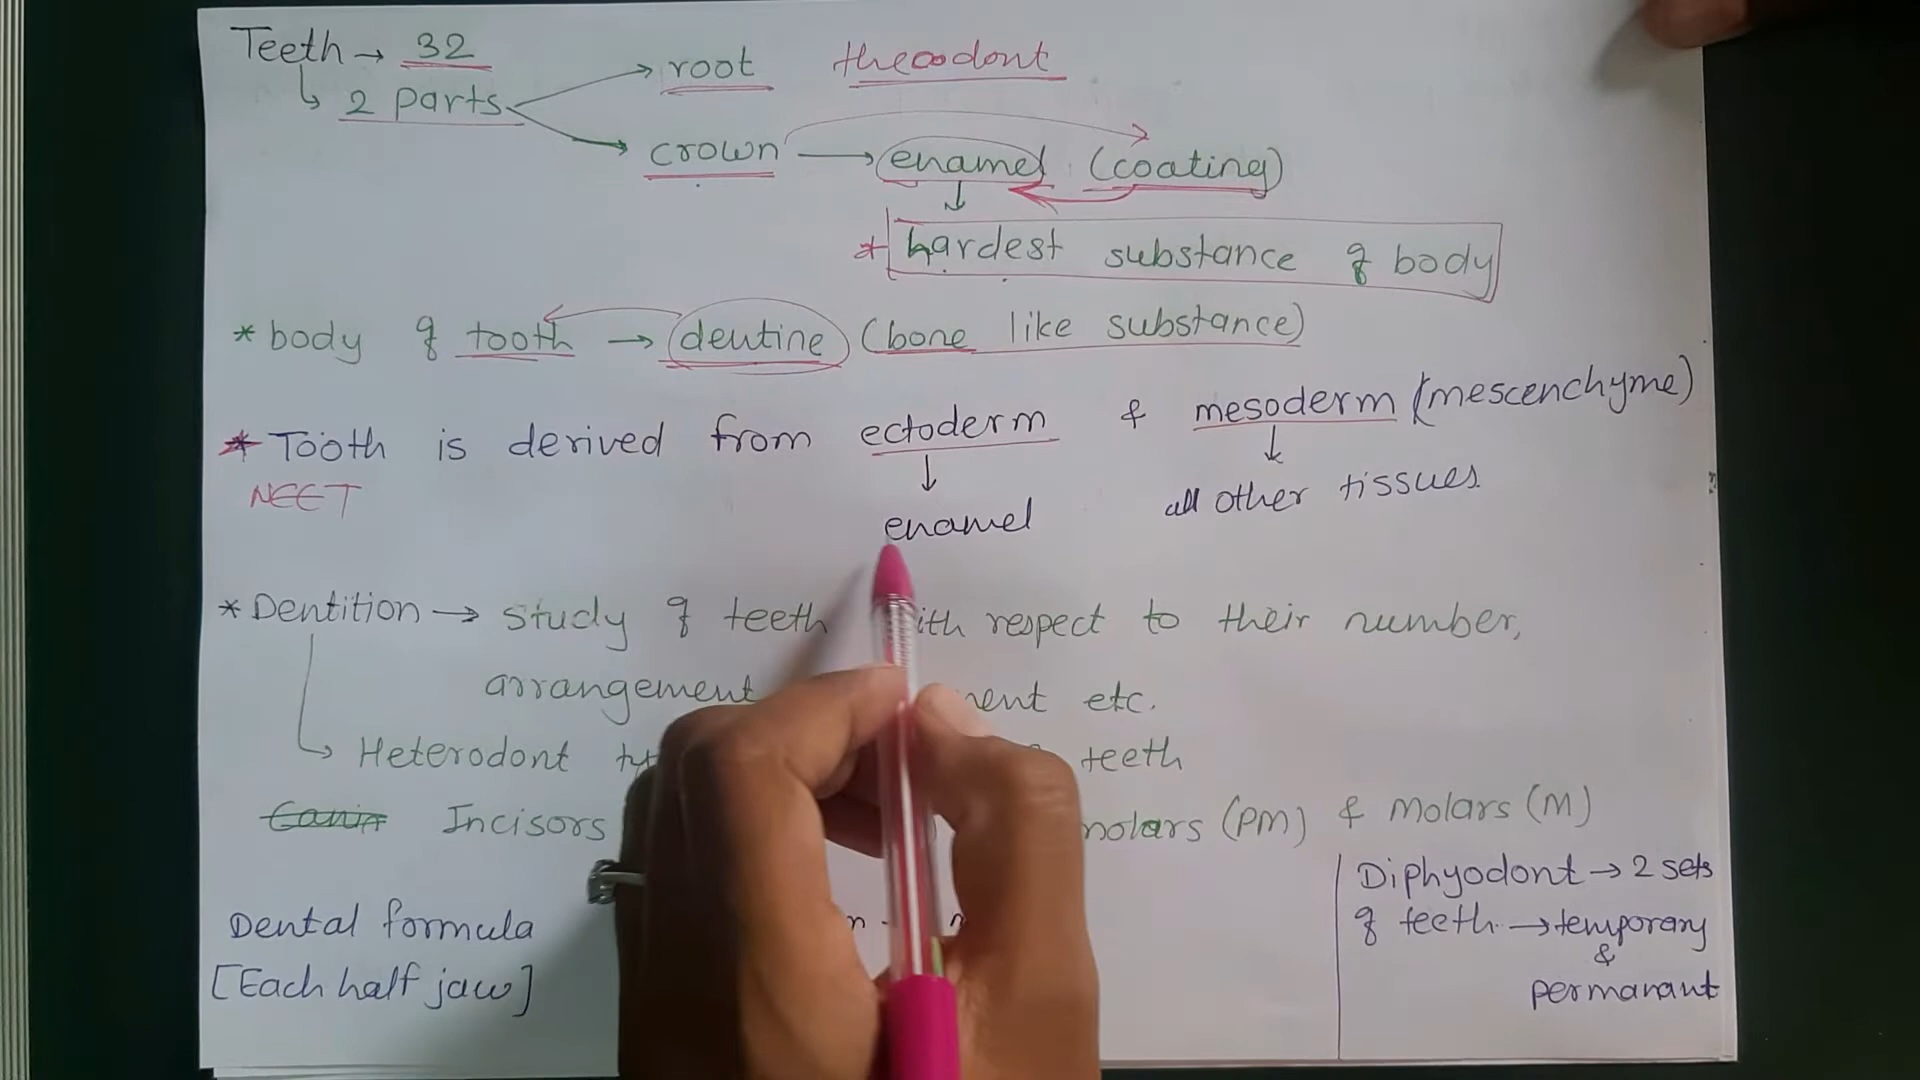 Teeth → 32
2 parts
root
thecodont
crown → enamel (coating)
* hardest substance of body
* body of tooth → dentine (bone like substance)
* Tooth is derived from ectoderm & mesoderm (mescenchyme)
NEET
enamel
all other tissues
* Dentition → study of teeth with respect to their number,
arrangement etc.
Heterodont teeth
Incisors molars (PM) & molars (M)
Dental formula
[Each half jaw]
Diphyodont → 2 sets
of teeth → temporary
&
permanant